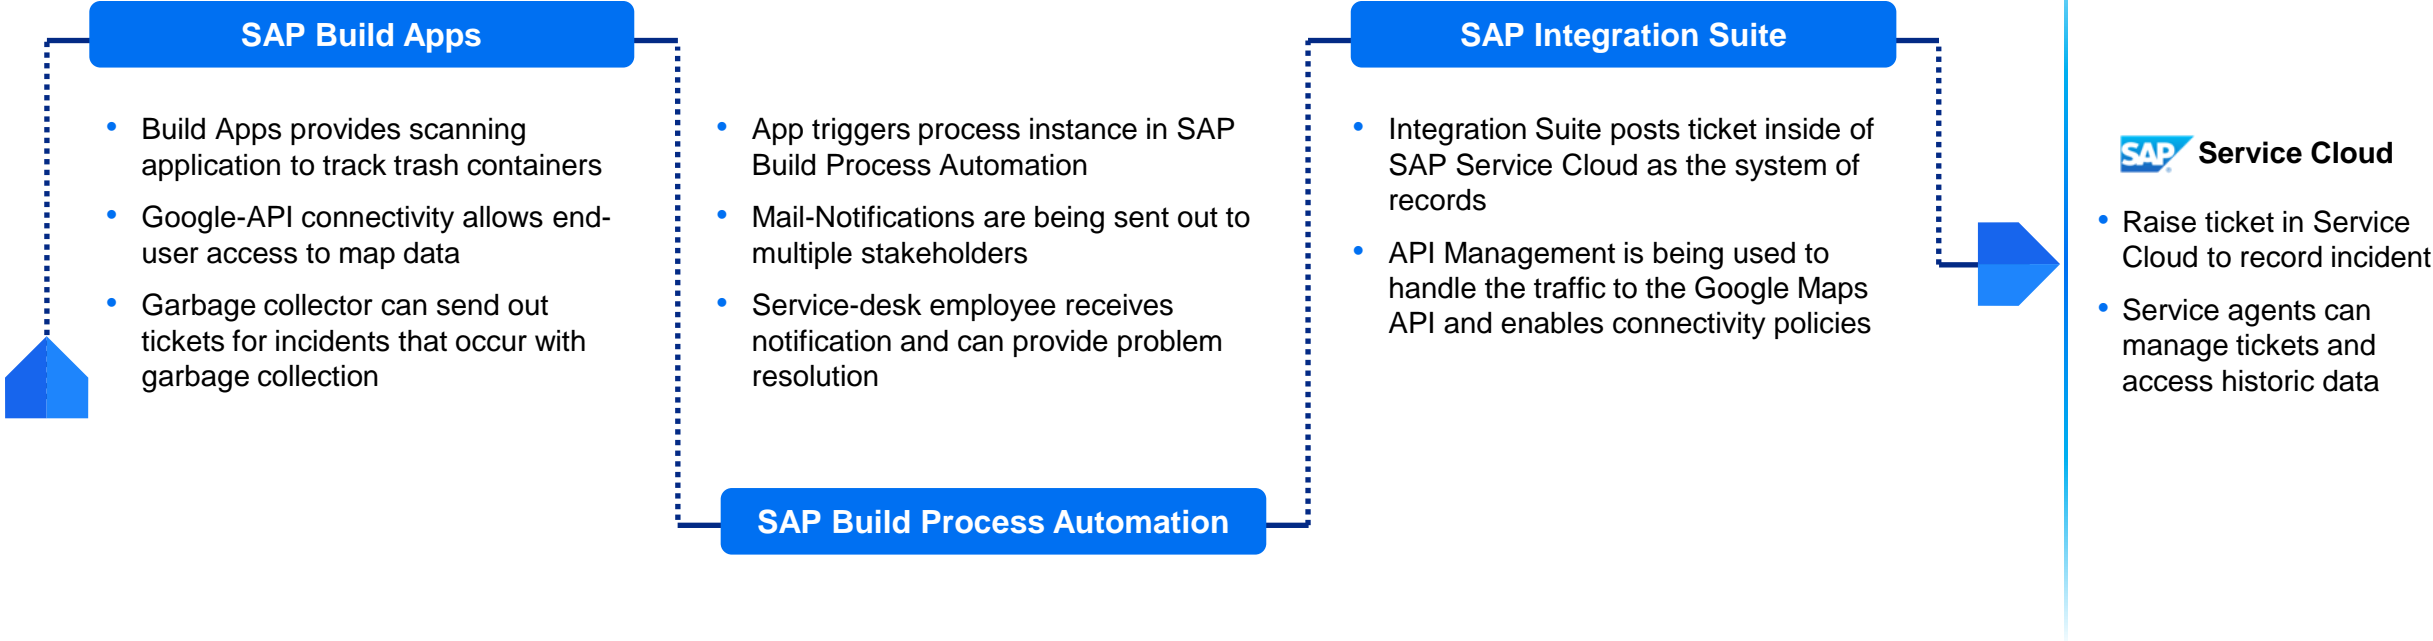 SAP Build Apps
Build Apps provides scanning
application to track trash containers
Google-API connectivity allows end-
user access to map data
Garbage collector can send out
tickets for incidents that occur with
garbage collection
App triggers process instance in SAP
Build Process Automation
Mail-Notifications are being sent out to
multiple stakeholders
Service-desk employee receives
notification and can provide problem
resolution
SAP Build Process Automation
SAP Integration Suite
Integration Suite posts ticket inside of
SAP Service Cloud as the system of
records
API Management is being used to
handle the traffic to the Google Maps
API and enables connectivity policies
SAP Service Cloud
Raise ticket in Service
Cloud to record incident
Service agents can
manage tickets and
access historic data